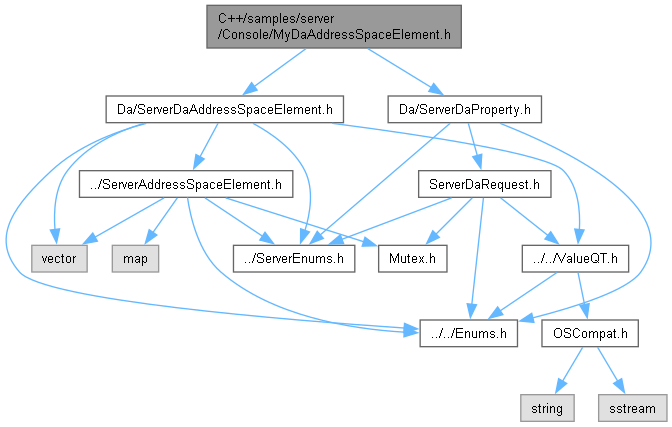 C++/samples/server
/Console/MyDaAddressSpaceElement.h
Da/ServerDaAddressSpaceElement.h
Da/ServerDaProperty.h
../ServerAddressSpaceElement.h
ServerDaRequest.h
vector
map
../ServerEnums.h
Mutex.h
../../ValueQT.h
../../Enums.h
OSCompat.h
string
sstream